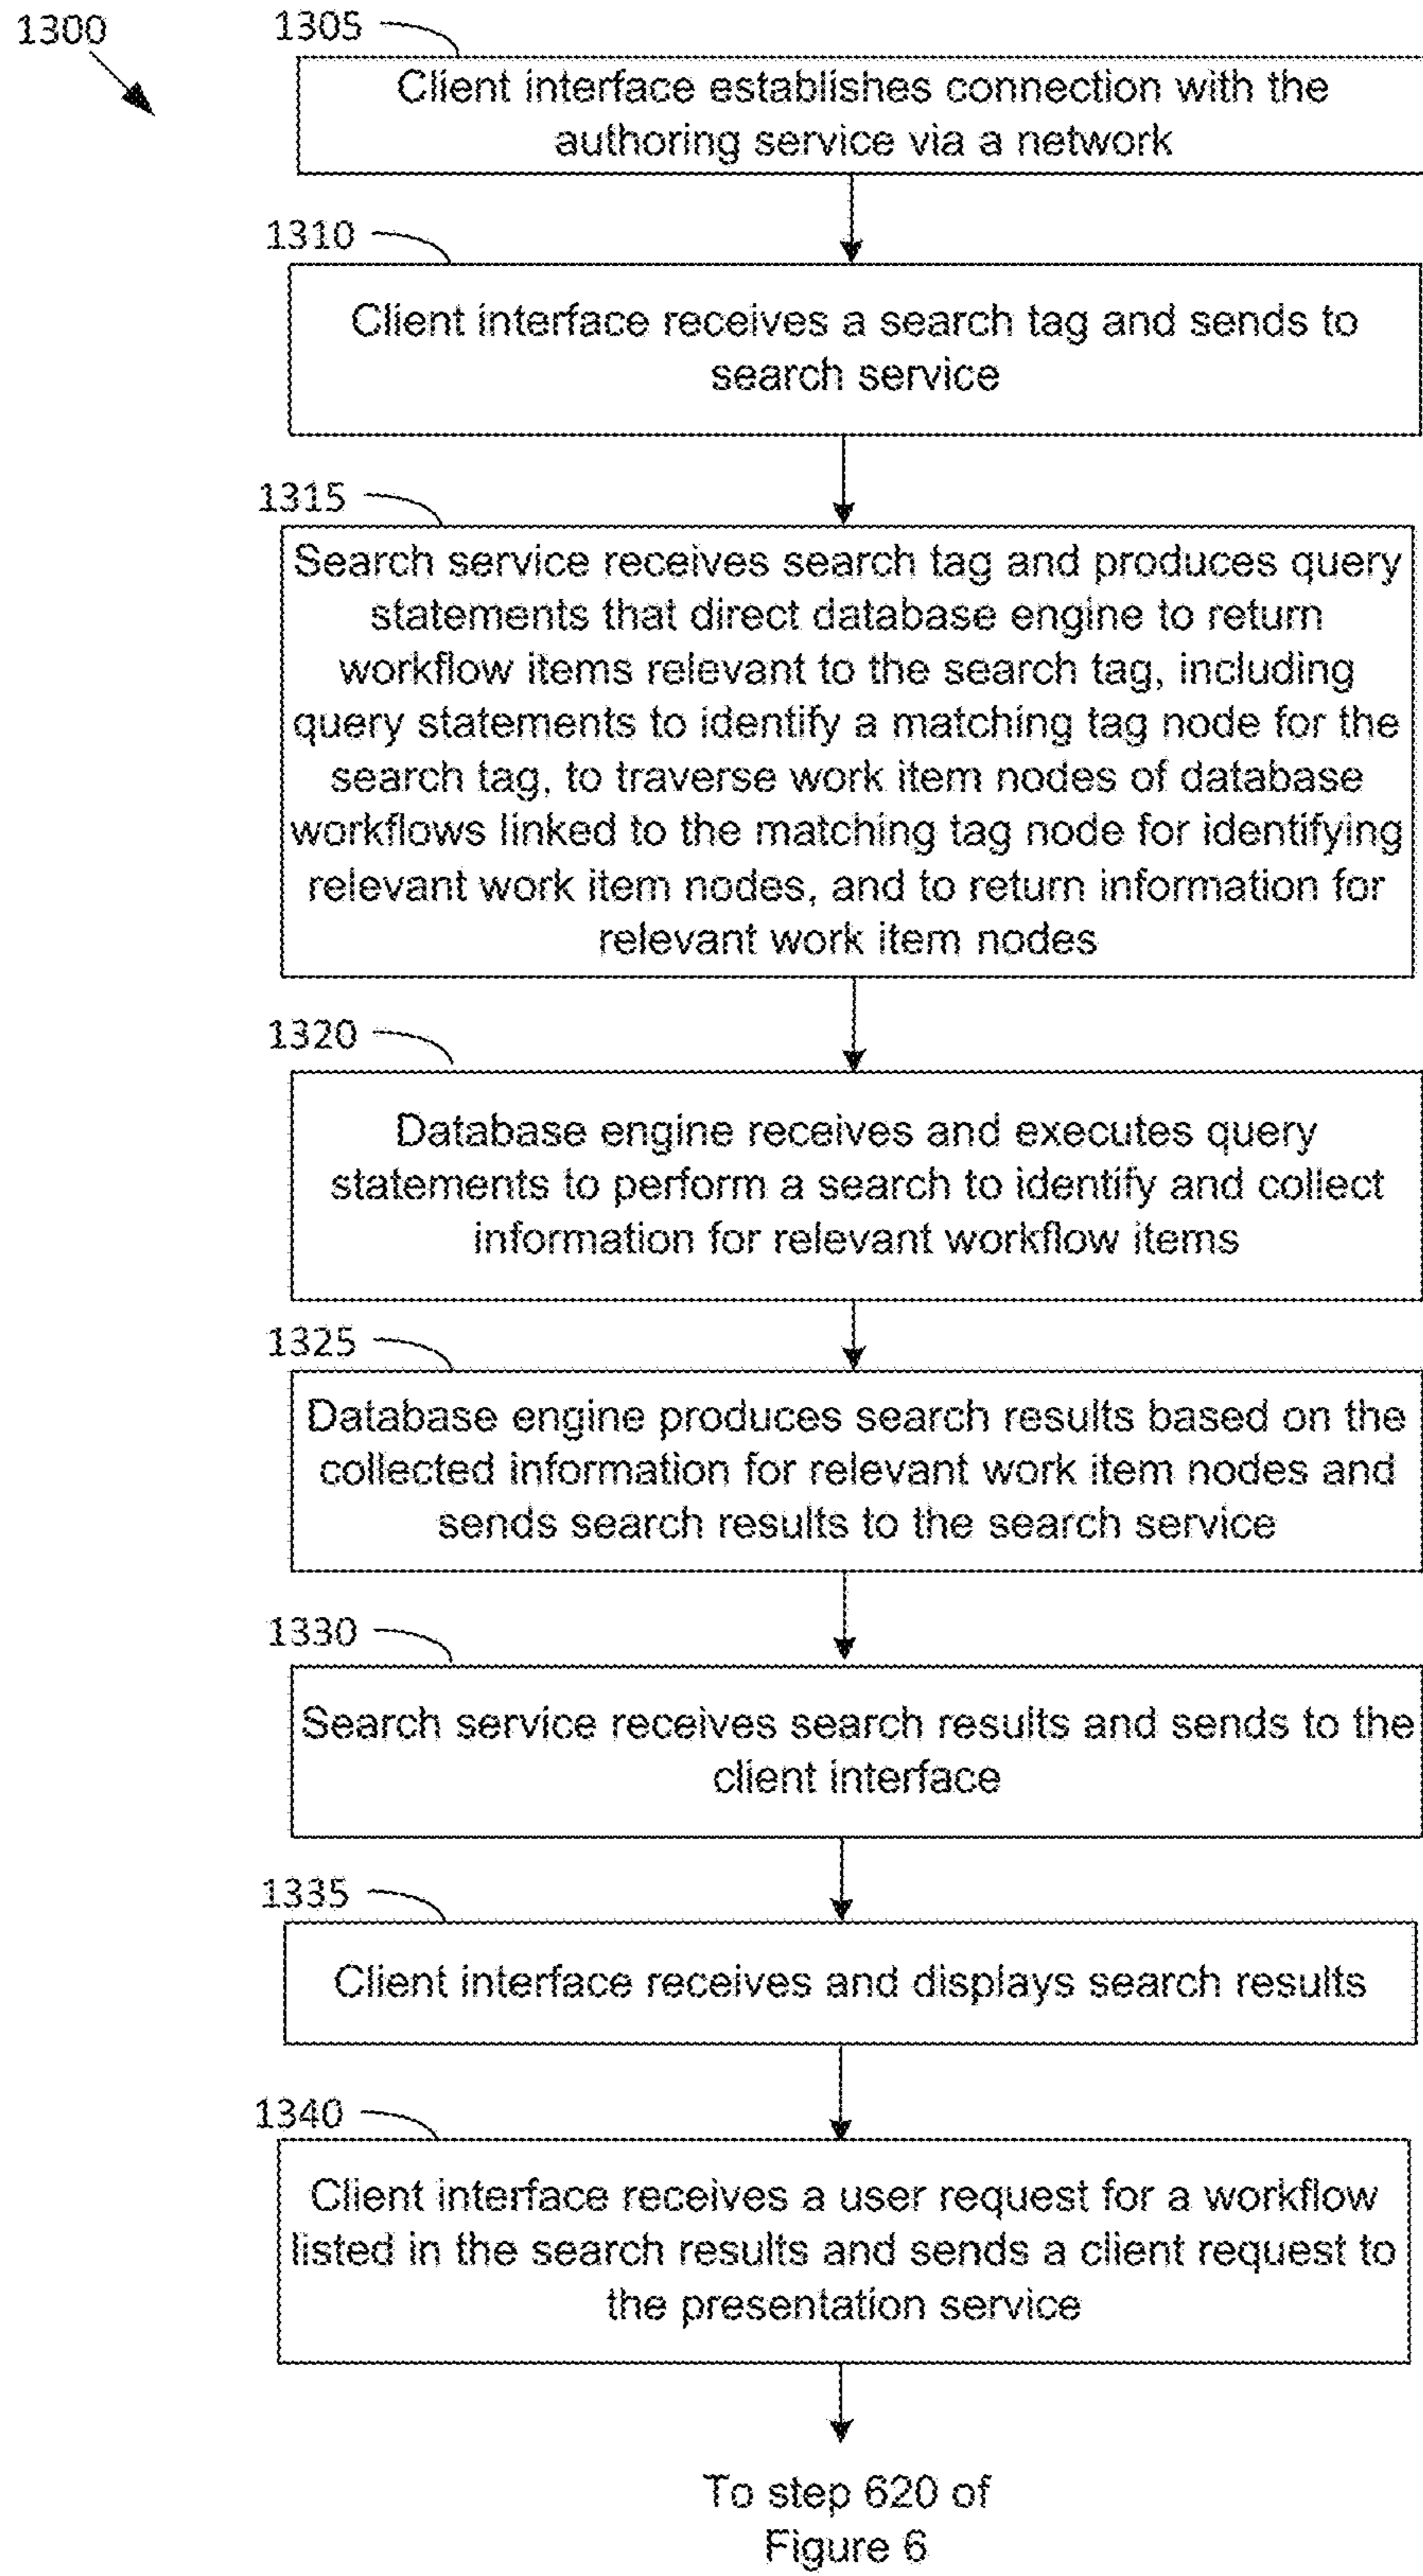 1300
1305
Client interface establishes connection with the
authoring service via a network
1310
Client interface receives a search tag and sends to
search service
1315
Search service receives search tag and produces query
statements that direct database engine to return
workflow items relevant to the search tag, including
query statements to identify a matching tag node for the
search tag, to traverse work item nodes of database
workflows linked to the matching tag node for identifying
relevant work item nodes, and to return information for
relevant work item nodes
1320
Database engine receives and executes query
statements to perform a search to identify and collect
information for relevant workflow items
1325
Database engine produces search results based on the
collected information for relevant work item nodes and
sends search results to the search service
1330
Search service receives search results and sends to the
client interface
1335
Client interface receives and displays search results
1340
Client interface receives a user request for a workflow
listed in the search results and sends a client request to
the presentation service
To step 620 of
Figure 6